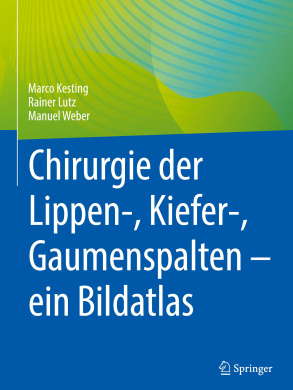 Marco Kesting
Rainer Lutz
Manuel Weber
Chirurgie der
Lippen-, Kiefer-,
Gaumenspalten –
ein Bildatlas
Springer